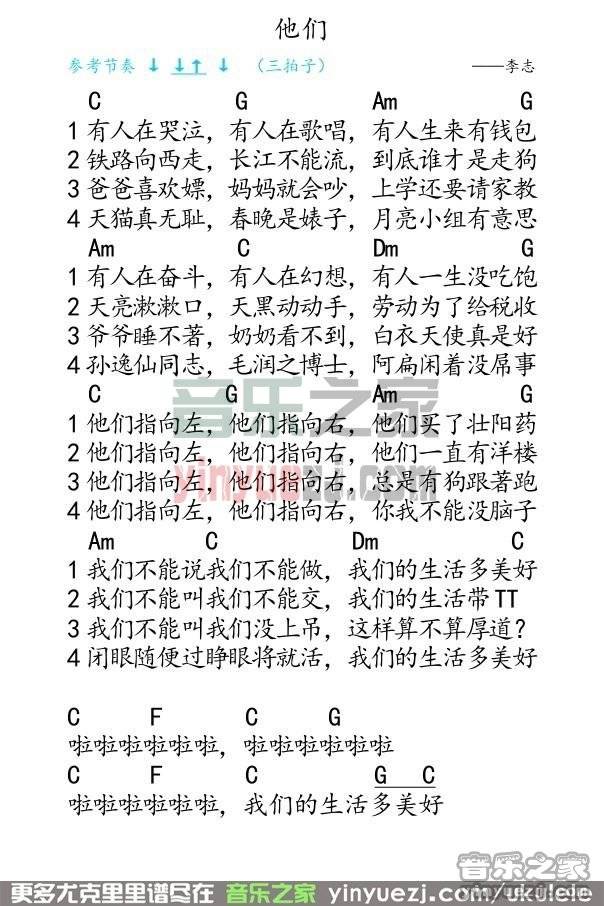 他们
参考节奏 ↓ ↓↑ ↓ （三拍子） ——李志
C G Am G
1 有人在哭泣，有人在歌唱，有人生来有钱包
2 铁路向西走，长江不能流，到底谁才是走狗
3 爸爸喜欢嫖，妈妈就会吵，上学还要请家教
4 天猫真无耻，春晚是婊子，月亮小组有意思
Am C Dm G
1 有人在奋斗，有人在幻想，有人一生没吃饱
2 天亮漱漱口，天黑动动手，劳动为了给税收
3 爷爷睡不著，奶奶看不到，白衣天使真是好
4 孙逸仙同志，毛润之博士，阿扁闲着没屌事
C G Am G
1 他们指向左，他们指向右，他们买了壮阳药
2 他们指向左，他们指向右，他们一直有洋楼
3 他们指向左，他们指向右，总是有狗跟著跑
4 他们指向左，他们指向右，你我不能没脑子
Am C Dm C
1 我们不能说我们不能做，我们的生活多美好
2 我们不能叫我们不能交，我们的生活带 TT
3 我们不能叫我们没上吊，这样算不算厚道？
4 闭眼随便过睁眼将就活，我们的生活多美好
C F C G
啦啦啦啦啦啦，啦啦啦啦啦啦
C F C G C
啦啦啦啦啦啦，我们的生活多美好
音乐之家
yinyuezj.com
音乐之家
yinyuezj.com
更多尤克里里谱尽在 音乐之家 yinyuezj.com/ukulele